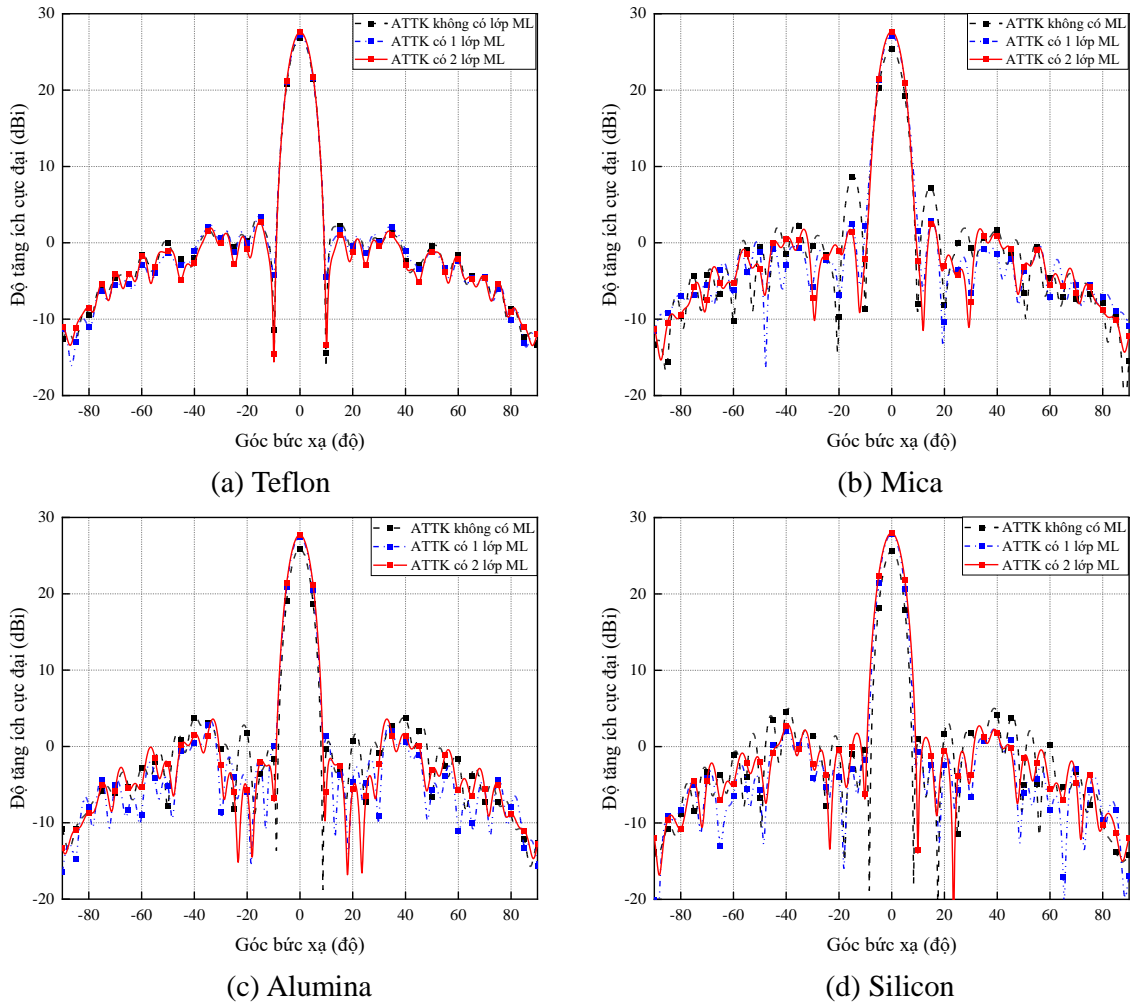 30
20
10
0
-10
-20
-80 -60 -40 -20 0 20 40 60 80
Độ tăng ích cực đại (dBi)
Góc bức xạ (độ)
ATTK không có lớp ML
ATTK có 1 lớp ML
ATTK có 2 lớp ML
(a) Teflon
30
20
10
0
-10
-20
-80 -60 -40 -20 0 20 40 60 80
Độ tăng ích cực đại (dBi)
Góc bức xạ (độ)
ATTK không có lớp ML
ATTK có 1 lớp ML
ATTK có 2 lớp ML
(b) Mica
30
20
10
0
-10
-20
-80 -60 -40 -20 0 20 40 60 80
Độ tăng ích cực đại (dBi)
Góc bức xạ (độ)
ATTK không có ML
ATTK có 1 lớp ML
ATTK có 2 lớp ML
(c) Alumina
30
20
10
0
-10
-20
-80 -60 -40 -20 0 20 40 60 80
Độ tăng ích cực đại (dBi)
Góc bức xạ (độ)
ATTK không có ML
ATTK có 1 lớp ML
ATTK có 2 lớp ML
(d) Silicon